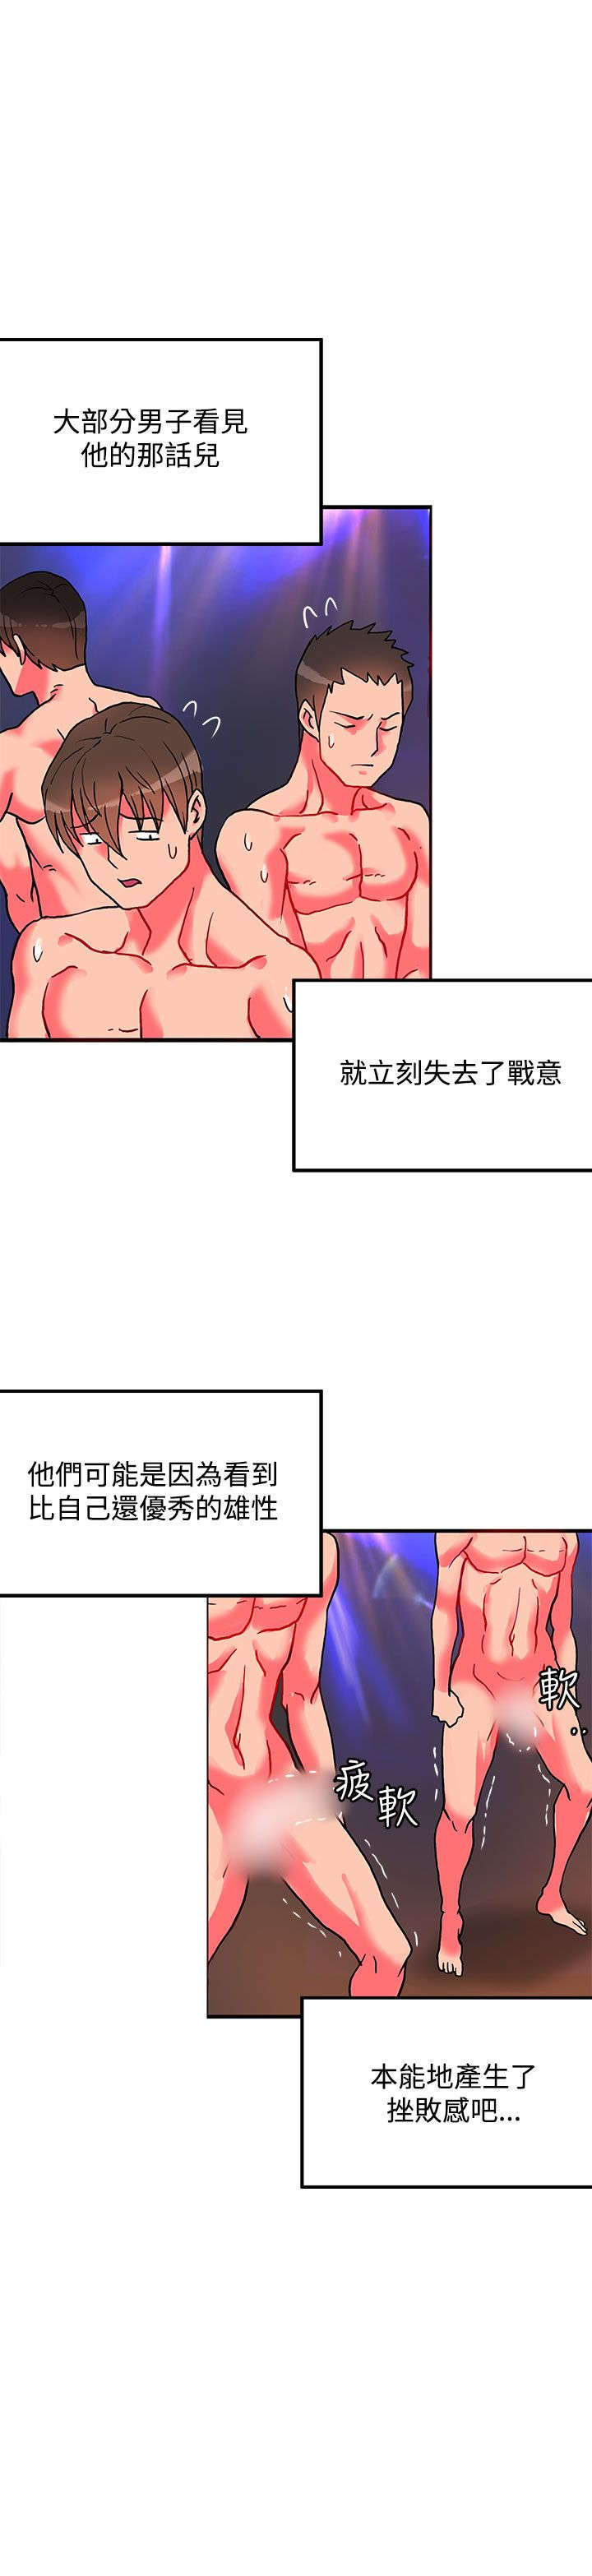 大部分男子看見
他的那話兒
就立刻失去了戰意
他們可能是因為看到
比自己還優秀的雄性
軟..
疲軟
本能地產生了
挫敗感吧...